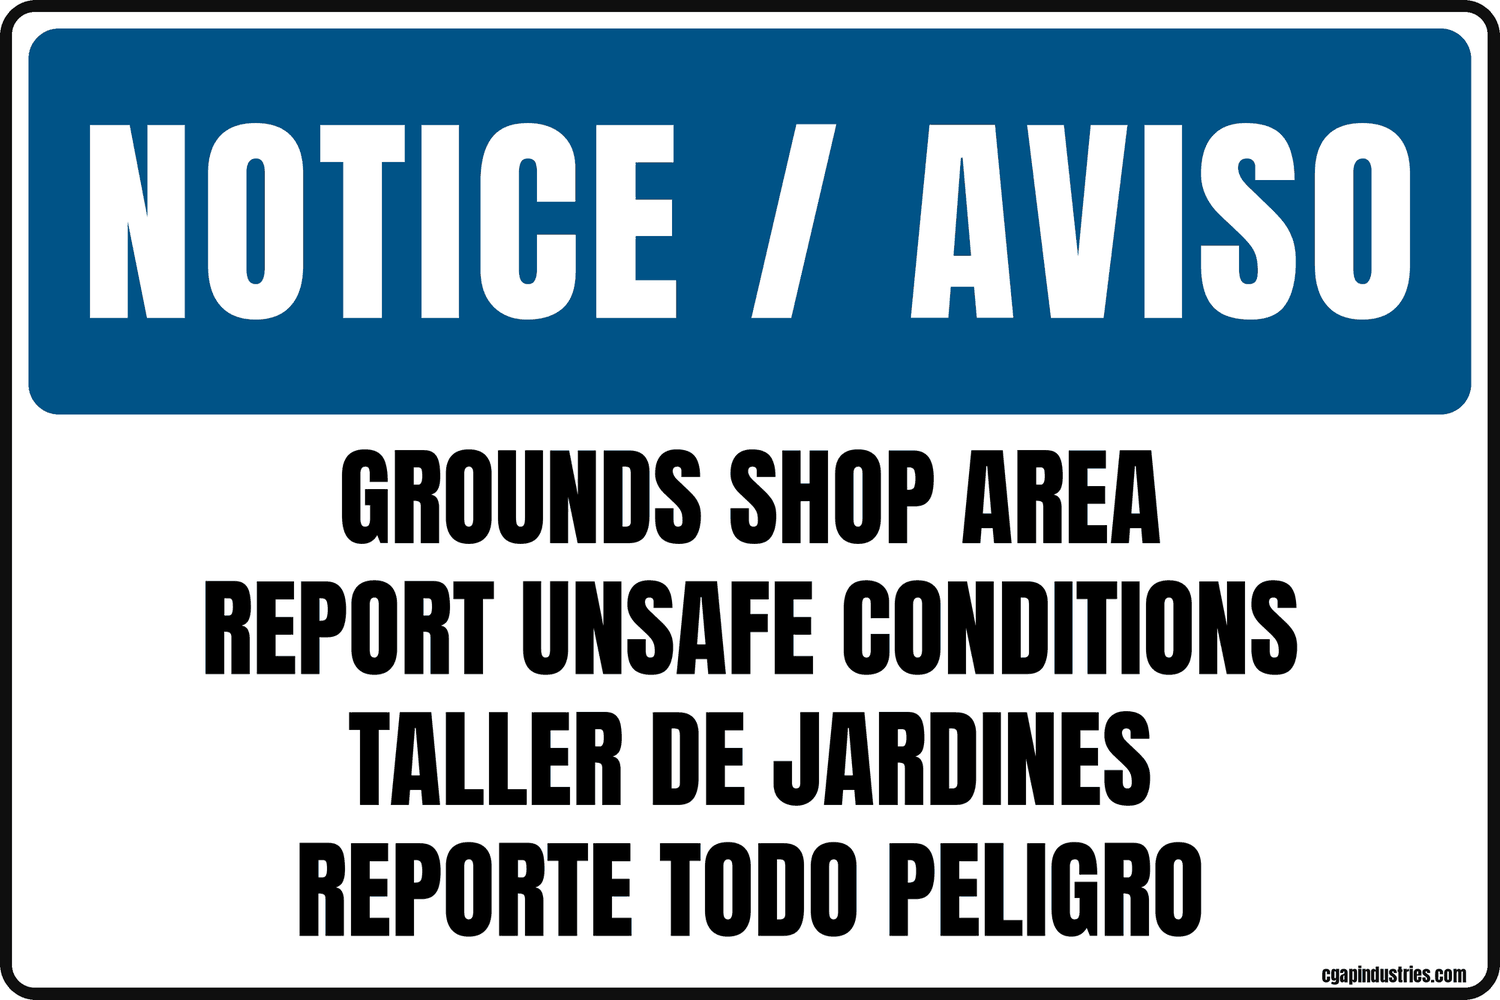 NOTICE / AVISO
GROUNDS SHOP AREA
REPORT UNSAFE CONDITIONS
TALLER DE JARDINES
REPORTE TODO PELIGRO
cgapindustries.com